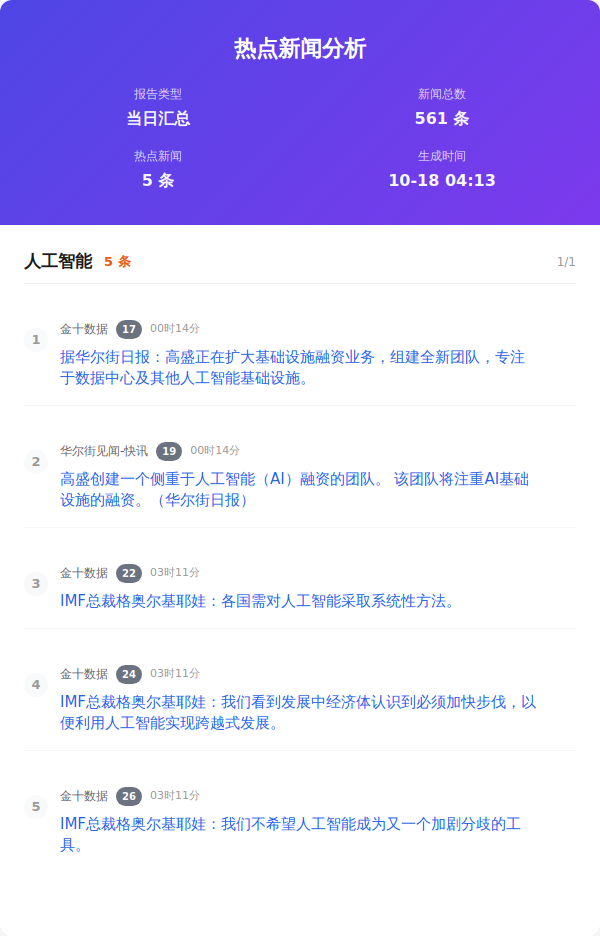 热点新闻分析
报告类型
新闻总数
当日汇总
561 条
热点新闻
生成时间
5 条
10-18 04:13
人工智能 5 条 1/1
1 金十数据 17 00时14分
据华尔街日报：高盛正在扩大基础设施融资业务，组建全新团队，专注
于数据中心及其他人工智能基础设施。
2 华尔街见闻-快讯 19 00时14分
高盛创建一个侧重于人工智能（AI）融资的团队。 该团队将注重AI基础
设施的融资。（华尔街日报）
3 金十数据 22 03时11分
IMF总裁格奥尔基耶娃：各国需对人工智能采取系统性方法。
4 金十数据 24 03时11分
IMF总裁格奥尔基耶娃：我们看到发展中经济体认识到必须加快步伐，以
便利用人工智能实现跨越式发展。
5 金十数据 26 03时11分
IMF总裁格奥尔基耶娃：我们不希望人工智能成为又一个加剧分歧的工
具。